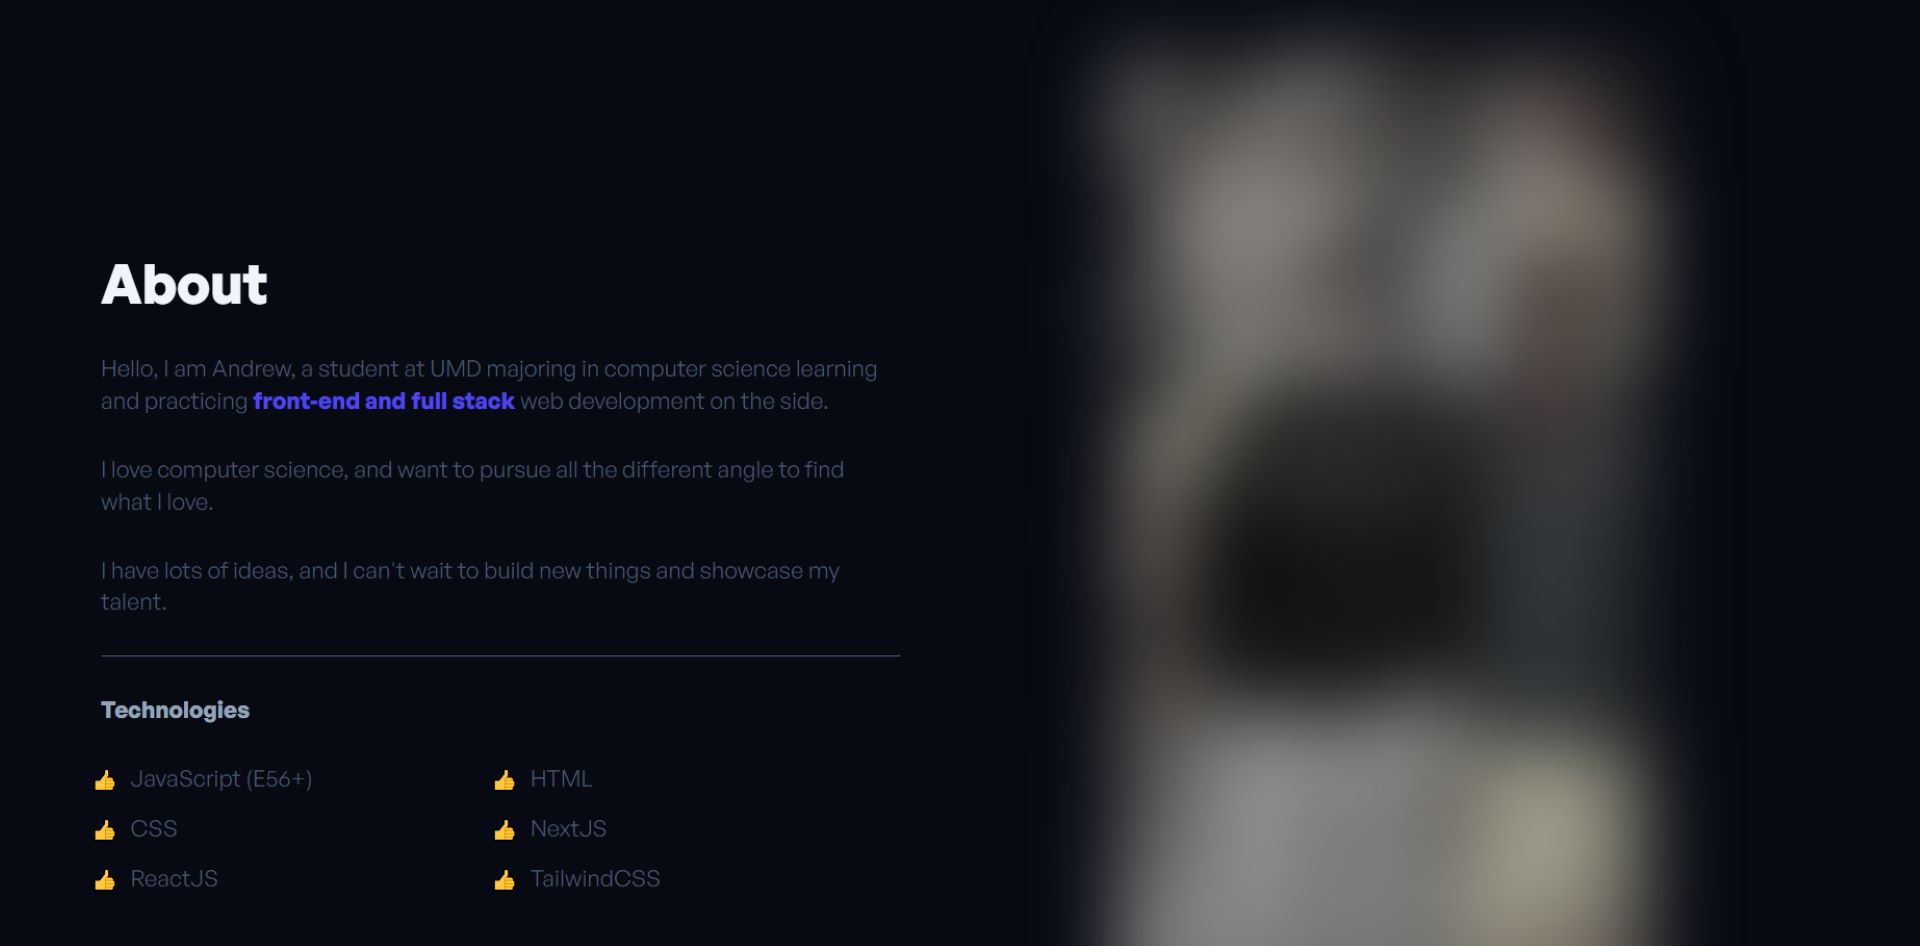 About
Hello, I am Andrew, a student at UMD majoring in computer science learning
and practicing front-end and full stack web development on the side.
I love computer science, and want to pursue all the different angle to find
what I love.
I have lots of ideas, and I can't wait to build new things and showcase my
talent.
Technologies
👍 JavaScript (E56+)
👍 HTML
👍 CSS
👍 NextJS
👍 ReactJS
👍 TailwindCSS